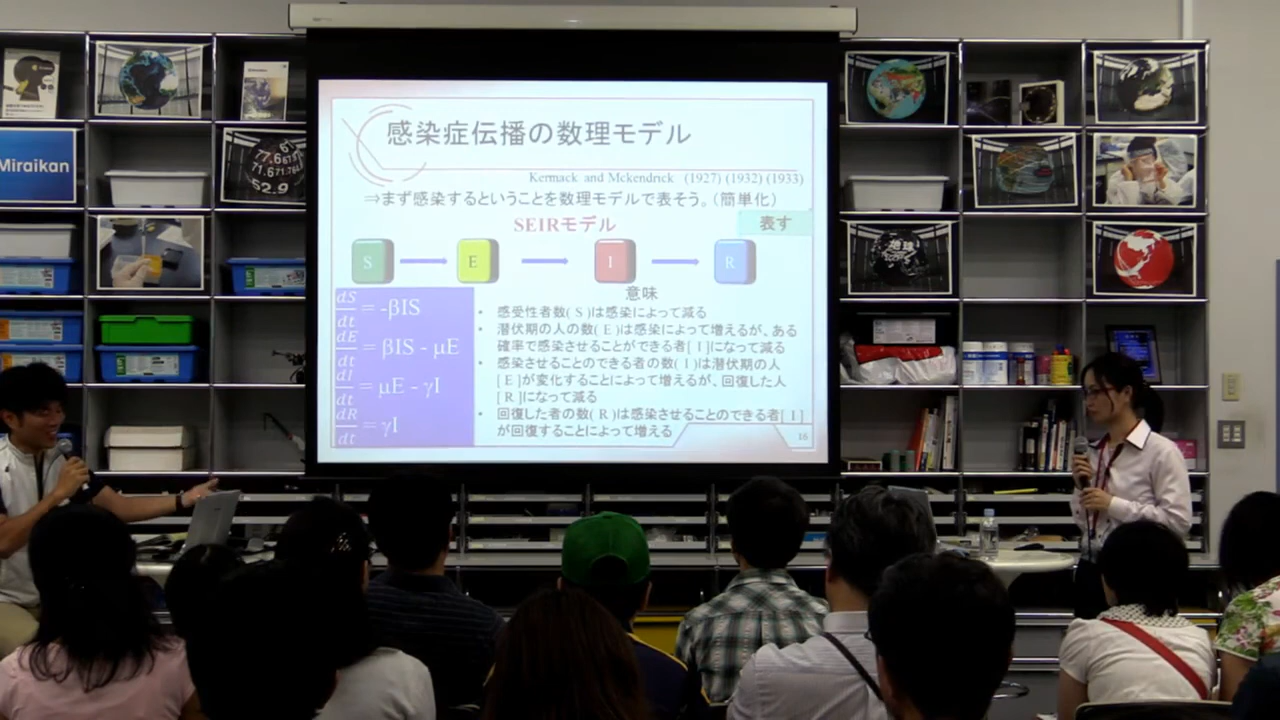 感染症伝播の数理モデル
Kermack and Mckendrick (1927) (1932) (1933)
⇒まず感染するということを数理モデルで表そう。(簡単化)
SEIRモデル
表す
S
E
I
R
意味
dS/dt = -βIS
dE/dt = βIS - μE
dI/dt = μE - γI
dR/dt = γI
• 感受性者数( S )は感染によって減る
• 潜伏期の人の数( E )は感染によって増えるが、ある
確率で感染させることができる者[ I ]になって減る
• 感染させることのできる者の数( I )は潜伏期の人
[ E ]が変化することによって増えるが、回復した人
[ R ]になって減る
• 回復した者の数( R )は感染させることのできる者[ I ]
が回復することによって増える
16
Miraikan
77.6
67.6
52.9
地球